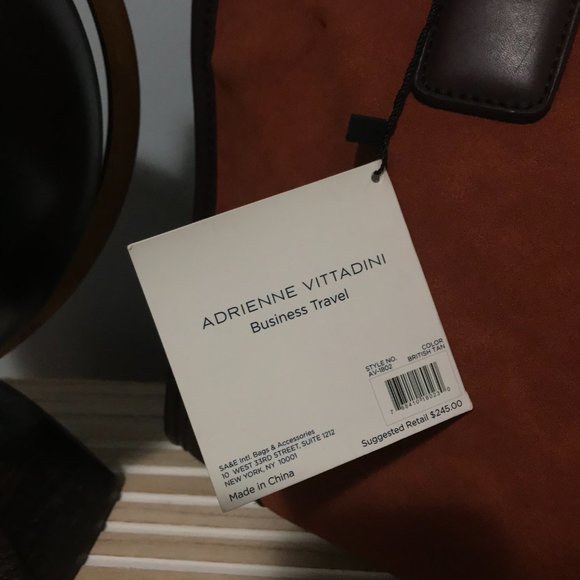 ADRIENNE VITTADINI
Business Travel
STYLE NO.
AV-1802
COLOR
BRITISH TAN
Suggested Retail $245.00
SA&E Intl. Bags & Accessories
10 WEST 33RD STREET, SUITE 1212
NEW YORK, NY 10001
Made in China